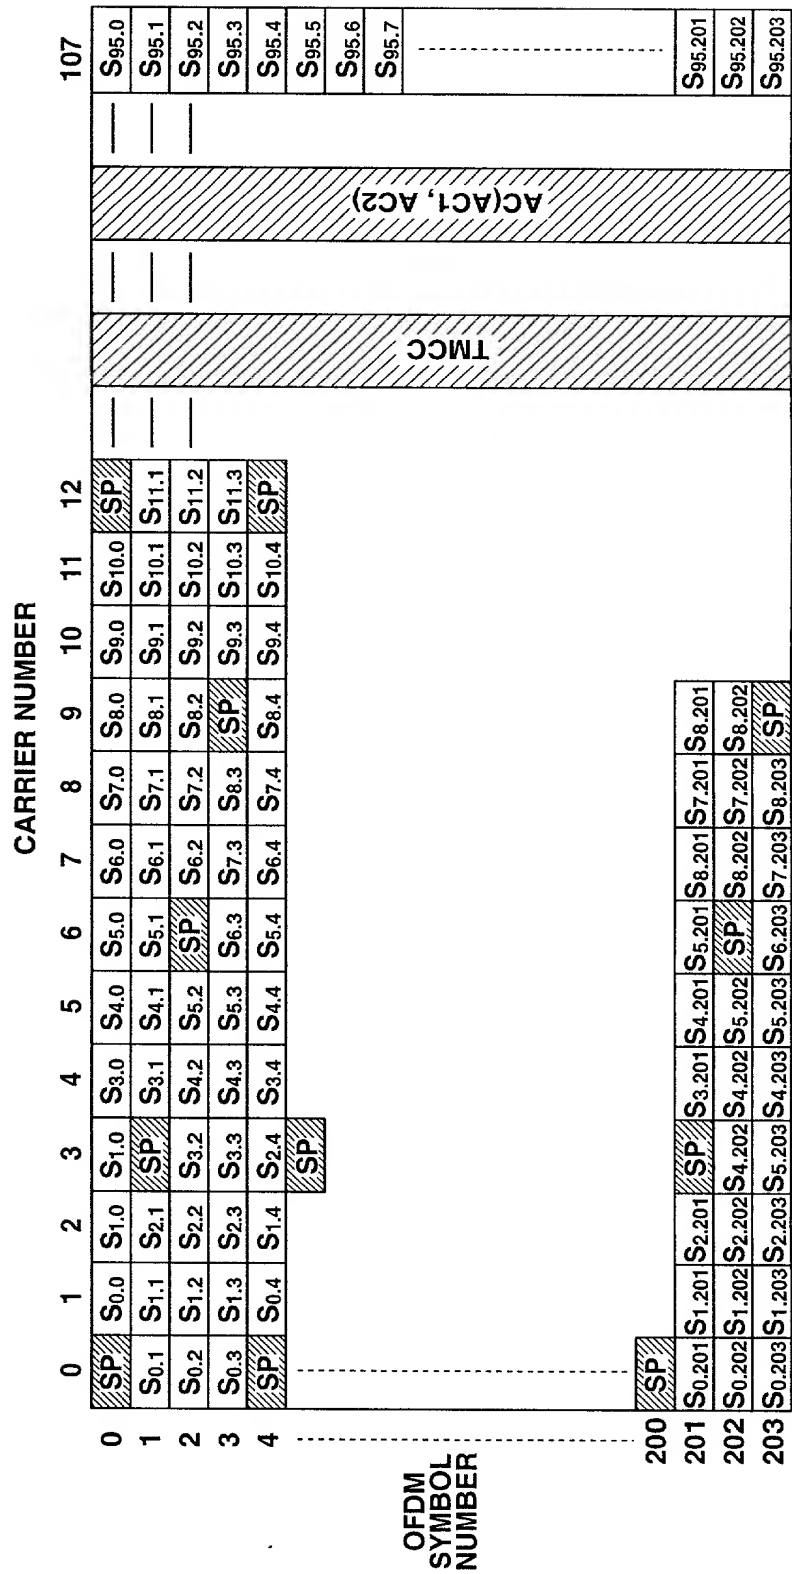 CARRIER NUMBER
0 1 2 3 4 5 6 7 8 9 10 11 12 107
0 SP S0.0 S1.0 S1.0 S3.0 S4.0 S5.0 S6.0 S7.0 S8.0 S9.0 S10.0 SP S95.0
1 S0.1 S1.1 S2.1 SP S3.1 S4.1 S5.1 S6.1 S7.1 S8.1 S9.1 S10.1 S11.1 S95.1
2 S0.2 S1.2 S2.2 S3.2 S4.2 S5.2 SP S6.2 S7.2 S8.2 S9.2 S10.2 S11.2 S95.2
3 S0.3 S1.3 S2.3 S3.3 S4.3 S5.3 S6.3 S7.3 S8.3 SP S9.3 S10.3 S11.3 S95.3
4 SP S0.4 S1.4 S2.4 S3.4 S4.4 S5.4 S6.4 S7.4 S8.4 S9.4 S10.4 SP S95.4
SP S95.5
S95.6
S95.7
TMCC
AC(AC1, AC2)
OFDM
SYMBOL
NUMBER
200 SP
201 S0.201 S1.201 S2.201 SP S3.201 S4.201 S5.201 S8.201 S7.201 S8.201 S95.201
202 S0.202 S1.202 S2.202 S4.202 S4.202 S5.202 SP S8.202 S7.202 S8.202 S95.202
203 S0.203 S1.203 S2.203 S5.203 S4.203 S5.203 S6.203 S7.203 S8.203 SP S95.203